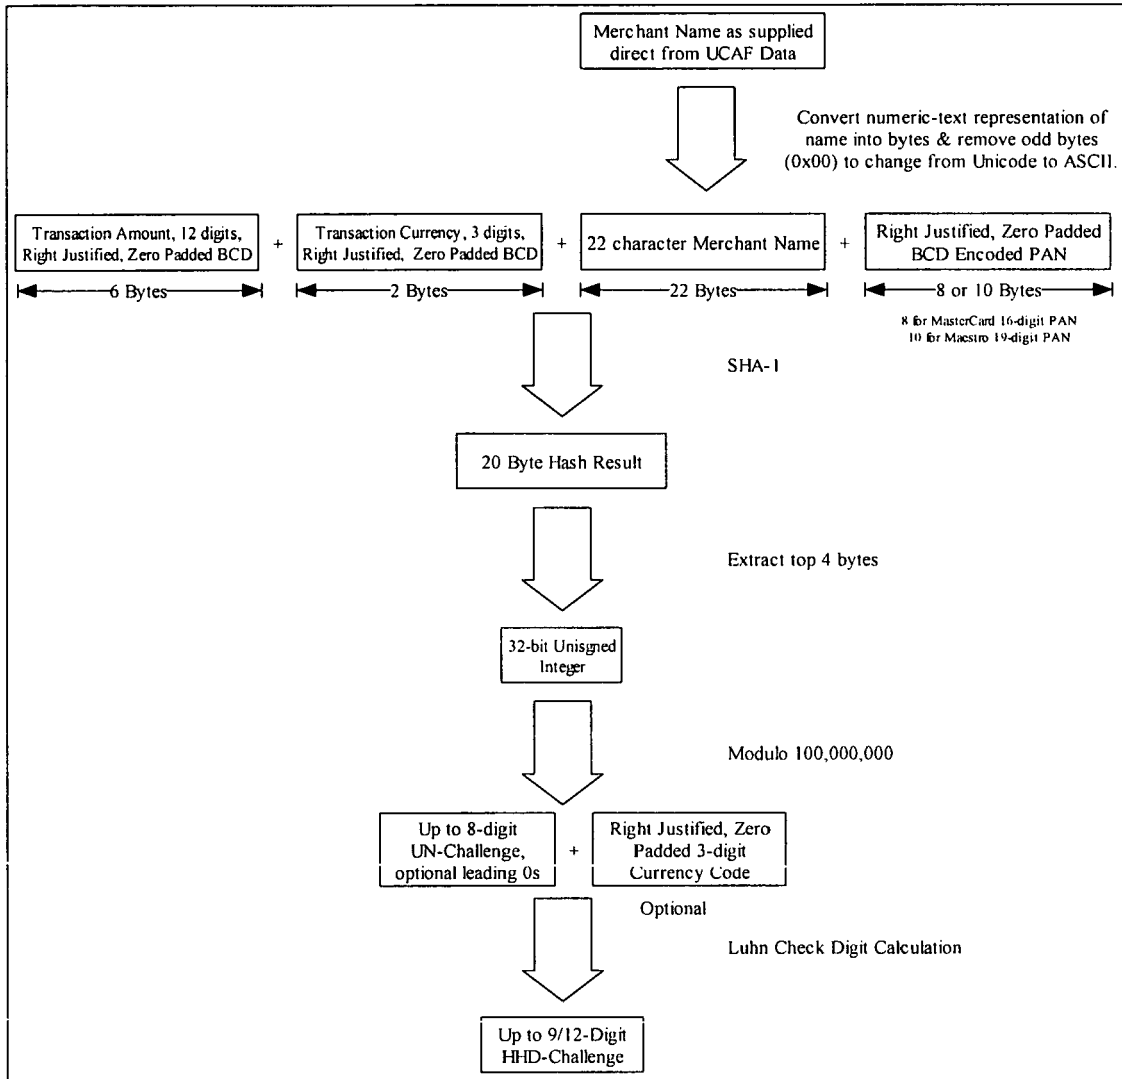 Merchant Name as supplied
direct from UCAF Data
Convert numeric-text representation of
name into bytes & remove odd bytes
(0x00) to change from Unicode to ASCII.
Transaction Amount, 12 digits,
Right Justified, Zero Padded BCD
+
Transaction Currency, 3 digits,
Right Justified, Zero Padded BCD
+
22 character Merchant Name
+
Right Justified, Zero Padded
BCD Encoded PAN
6 Bytes
2 Bytes
22 Bytes
8 or 10 Bytes
8 for MasterCard 16-digit PAN
10 for Maestro 19-digit PAN
SHA-1
20 Byte Hash Result
Extract top 4 bytes
32-bit Unisgned
Integer
Modulo 100,000,000
Up to 8-digit
UN-Challenge,
optional leading 0s
+
Right Justified, Zero
Padded 3-digit
Currency Code
Optional
Luhn Check Digit Calculation
Up to 9/12-Digit
HHD-Challenge